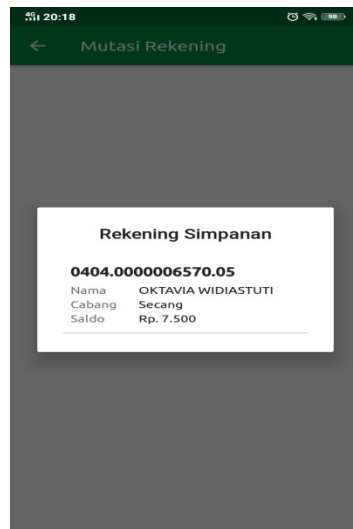 4G 20:18 98
Mutasi Rekening
Rekening Simpanan
0404.0000006570.05
Nama OKTAVIA WIDIASTUTI
Cabang Secang
Saldo Rp. 7.500